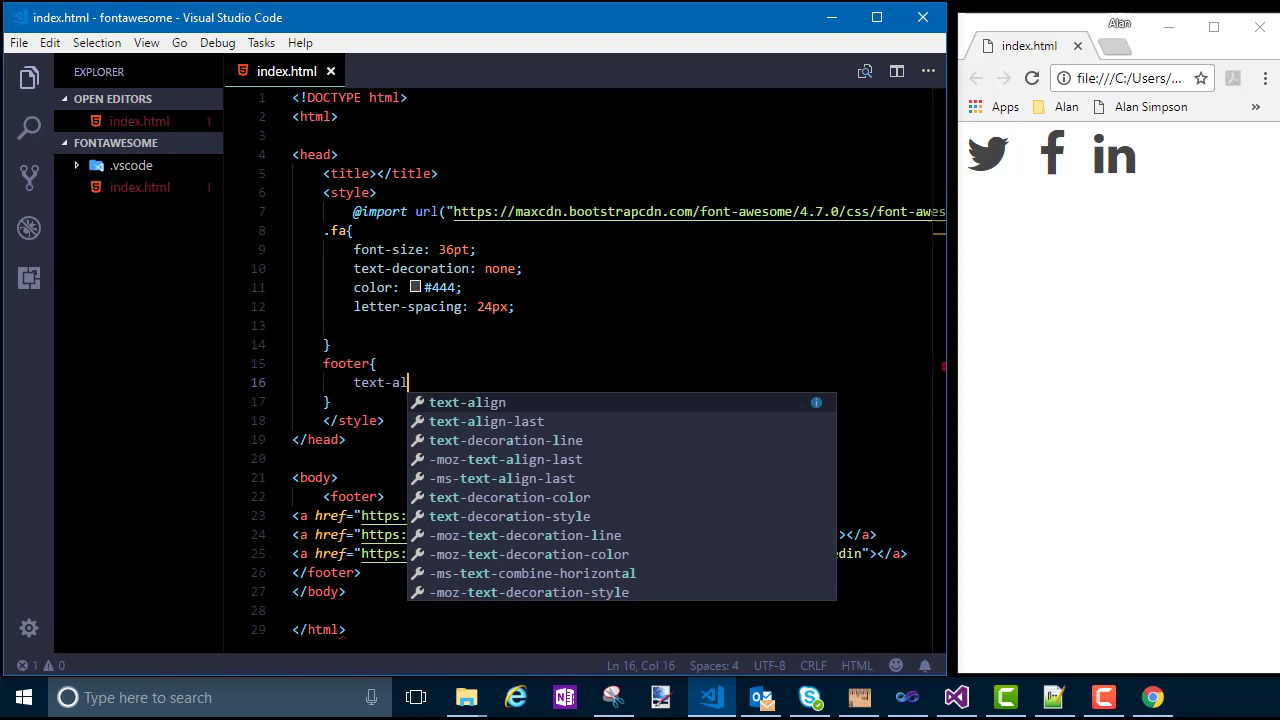 index.html - fontawesome - Visual Studio Code
File Edit Selection View Go Debug Tasks Help
EXPLORER
OPEN EDITORS
index.html 1
FONTAWESOME
.vscode
index.html 1
index.html
1 <!DOCTYPE html>
2 <html>
3
4 <head>
5 <title></title>
6 <style>
7 @import url("https://maxcdn.bootstrapcdn.com/font-awesome/4.7.0/css/font-awes
8 .fa{
9 font-size: 36pt;
10 text-decoration: none;
11 color: #444;
12 letter-spacing: 24px;
13
14 }
15 footer{
16 text-al
17 }
18 </style>
19 </head>
20
21 <body>
22 <footer>
23 <a href="https:
24 <a href="https: ></a>
25 <a href="https: edin"></a>
26 </footer>
27 </body>
28
29 </html>
text-align
text-align-last
text-decoration-line
-moz-text-align-last
-ms-text-align-last
text-decoration-color
text-decoration-style
-moz-text-decoration-line
-moz-text-decoration-color
-ms-text-combine-horizontal
-moz-text-decoration-style
1 0
Ln 16, Col 16 Spaces: 4 UTF-8 CRLF HTML
Alan
index.html
file:///C:/Users/...
Apps Alan Alan Simpson »
Type here to search